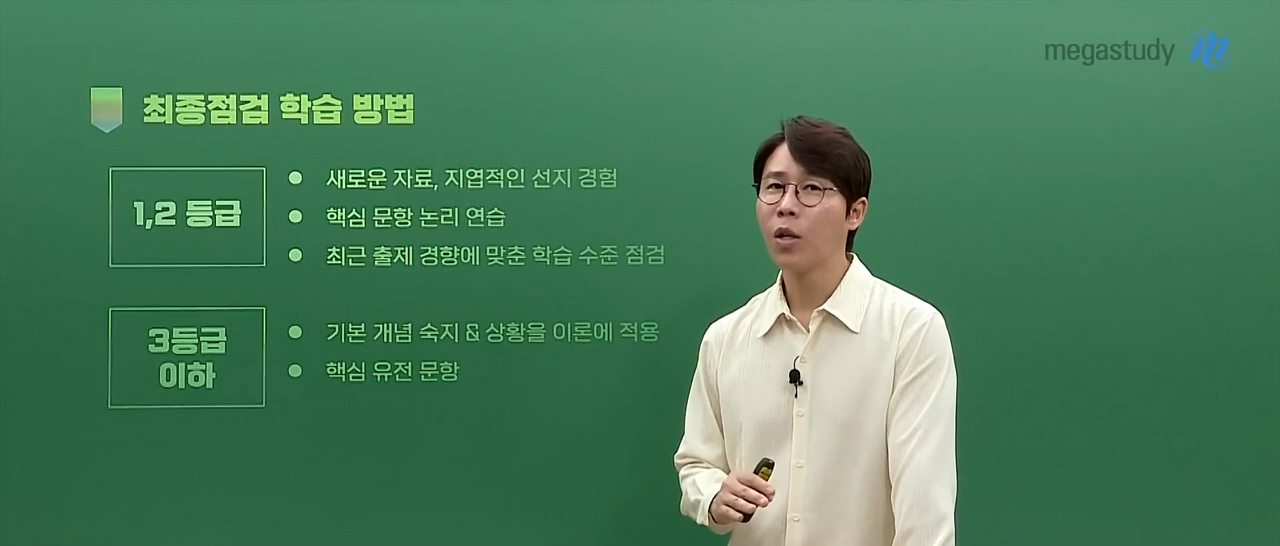 megastudy
최종점검 학습 방법
1,2 등급
새로운 자료, 지엽적인 선지 경험
핵심 문항 논리 연습
최근 출제 경향에 맞춘 학습 수준 점검
3등급
이하
기본 개념 숙지 & 상황을 이론에 적용
핵심 유전 문항